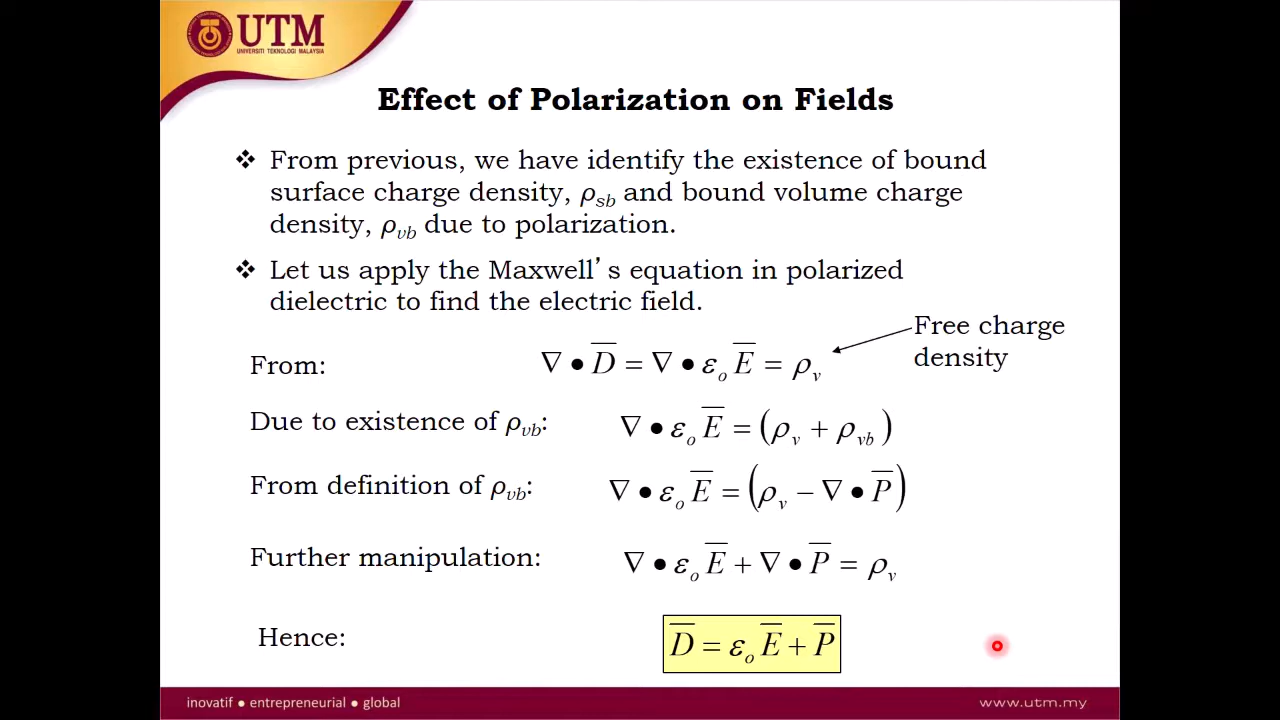 UTM
UNIVERSITI TEKNOLOGI MALAYSIA
Effect of Polarization on Fields
❖ From previous, we have identify the existence of bound
surface charge density, ρsb and bound volume charge
density, ρvb due to polarization.
❖ Let us apply the Maxwell’s equation in polarized
dielectric to find the electric field.
Free charge
density
From: ∇ • D̅ = ∇ • εo E̅ = ρv
Due to existence of ρvb: ∇ • εo E̅ = (ρv + ρvb)
From definition of ρvb: ∇ • εo E̅ = (ρv − ∇ • P̅)
Further manipulation: ∇ • εo E̅ + ∇ • P̅ = ρv
Hence: D̅ = εo E̅ + P̅
inovatif ● entrepreneurial ● global
www.utm.my